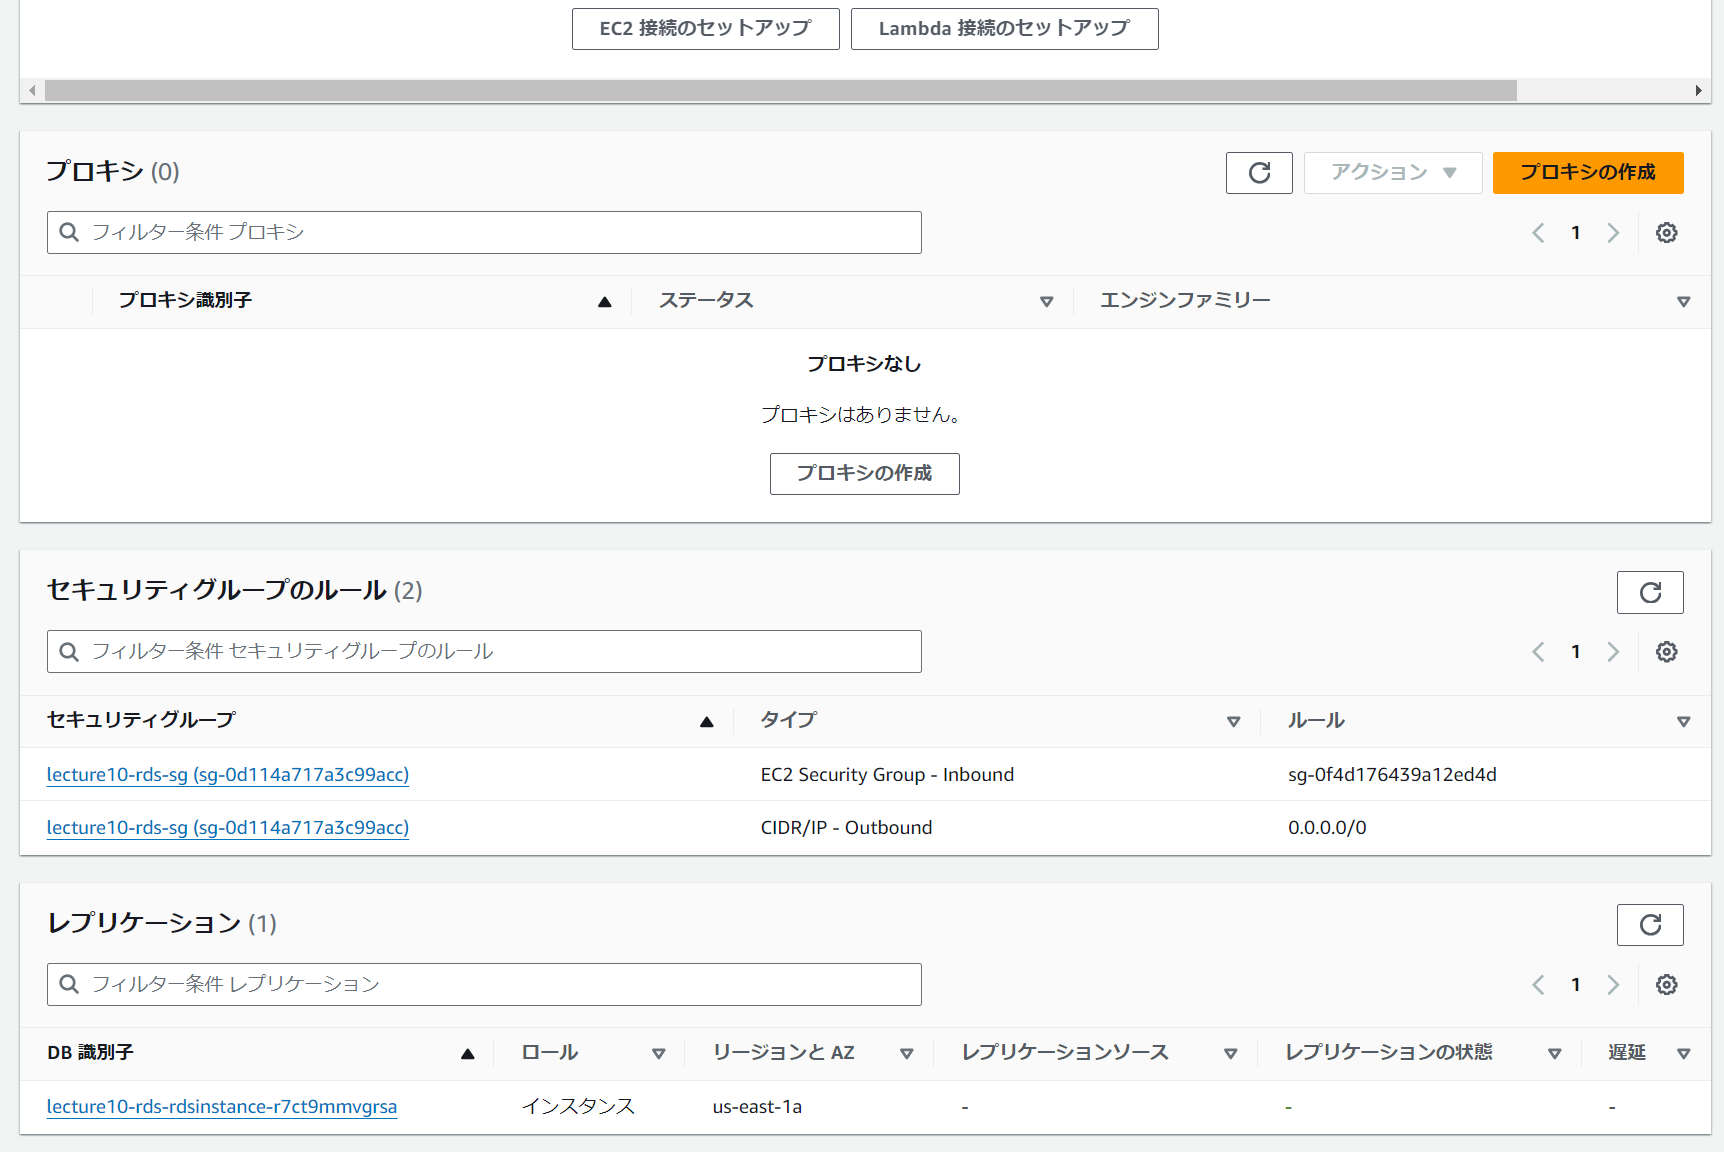 EC2 接続のセットアップ Lambda 接続のセットアップ
プロキシ (0) アクション プロキシの作成
フィルター条件 プロキシ 1
プロキシ識別子 ステータス エンジンファミリー
プロキシなし
プロキシはありません。
プロキシの作成
セキュリティグループのルール (2)
フィルター条件 セキュリティグループのルール 1
セキュリティグループ タイプ ルール
lecture10-rds-sg (sg-0d114a717a3c99acc) EC2 Security Group - Inbound sg-0f4d176439a12ed4d
lecture10-rds-sg (sg-0d114a717a3c99acc) CIDR/IP - Outbound 0.0.0.0/0
レプリケーション (1)
フィルター条件 レプリケーション 1
DB 識別子 ロール リージョンと AZ レプリケーションソース レプリケーションの状態 遅延
lecture10-rds-rdsinstance-r7ct9mmvgrsa インスタンス us-east-1a - - -